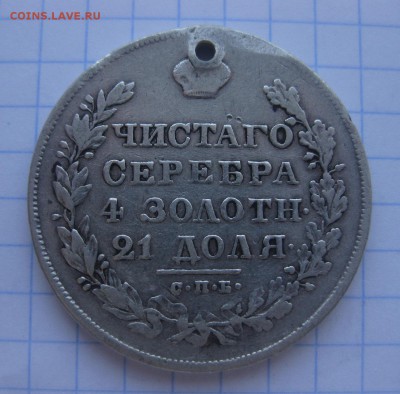 COINS.LAVE.RU
ЧИСТАГО
СЕРЕБРА
4 ЗОЛОТН·
21 ДОЛЯ·
С·П·Б·